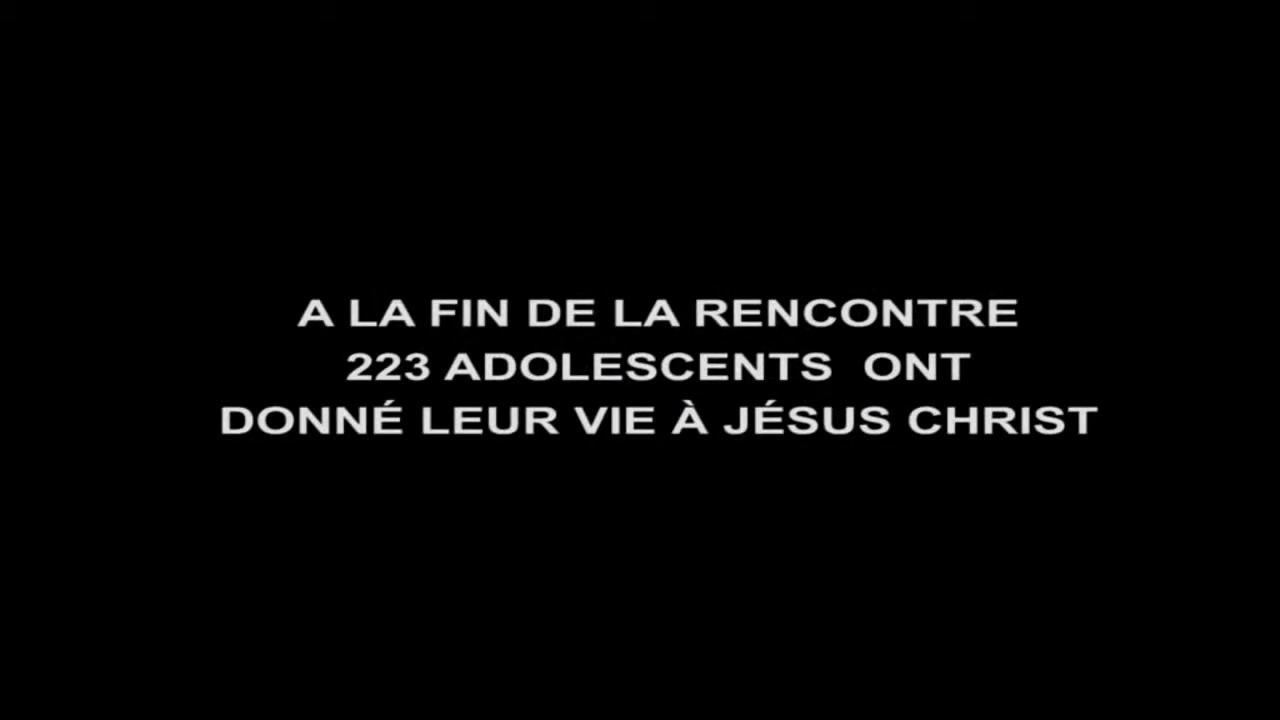 A LA FIN DE LA RENCONTRE
223 ADOLESCENTS ONT
DONNÉ LEUR VIE À JÉSUS CHRIST